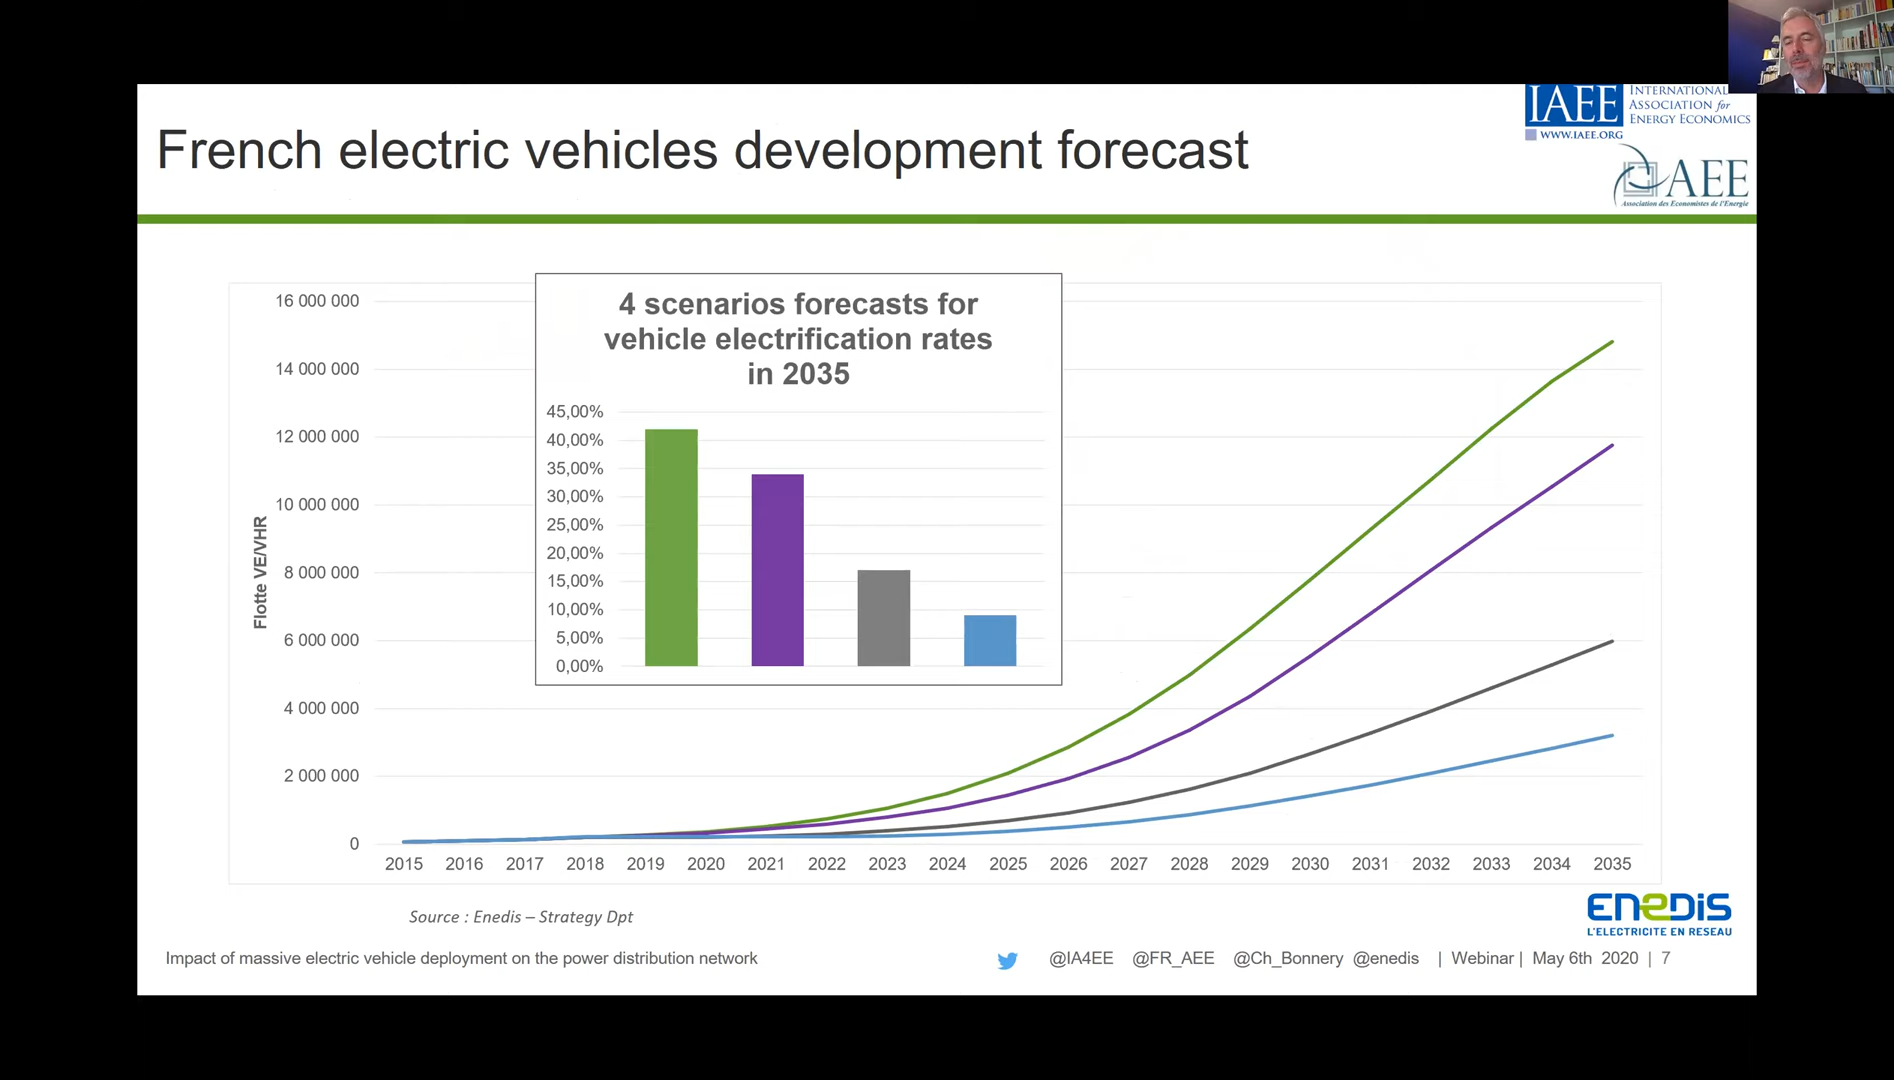 French electric vehicles development forecast
IAEE
INTERNATIONAL
ASSOCIATION for
ENERGY ECONOMICS
WWW.IAEE.ORG
AEE
Association des Economistes de l'Energie
4 scenarios forecasts for
vehicle electrification rates
in 2035
45,00%
40,00%
35,00%
30,00%
25,00%
20,00%
15,00%
10,00%
5,00%
0,00%
Flotte VE/VHR
16 000 000
14 000 000
12 000 000
10 000 000
8 000 000
6 000 000
4 000 000
2 000 000
0
2015 2016 2017 2018 2019 2020 2021 2022 2023 2024 2025 2026 2027 2028 2029 2030 2031 2032 2033 2034 2035
Source : Enedis – Strategy Dpt
ENEDIS
L'ELECTRICITE EN RESEAU
Impact of massive electric vehicle deployment on the power distribution network
@IA4EE @FR_AEE @Ch_Bonnery @enedis | Webinar | May 6th 2020 | 7